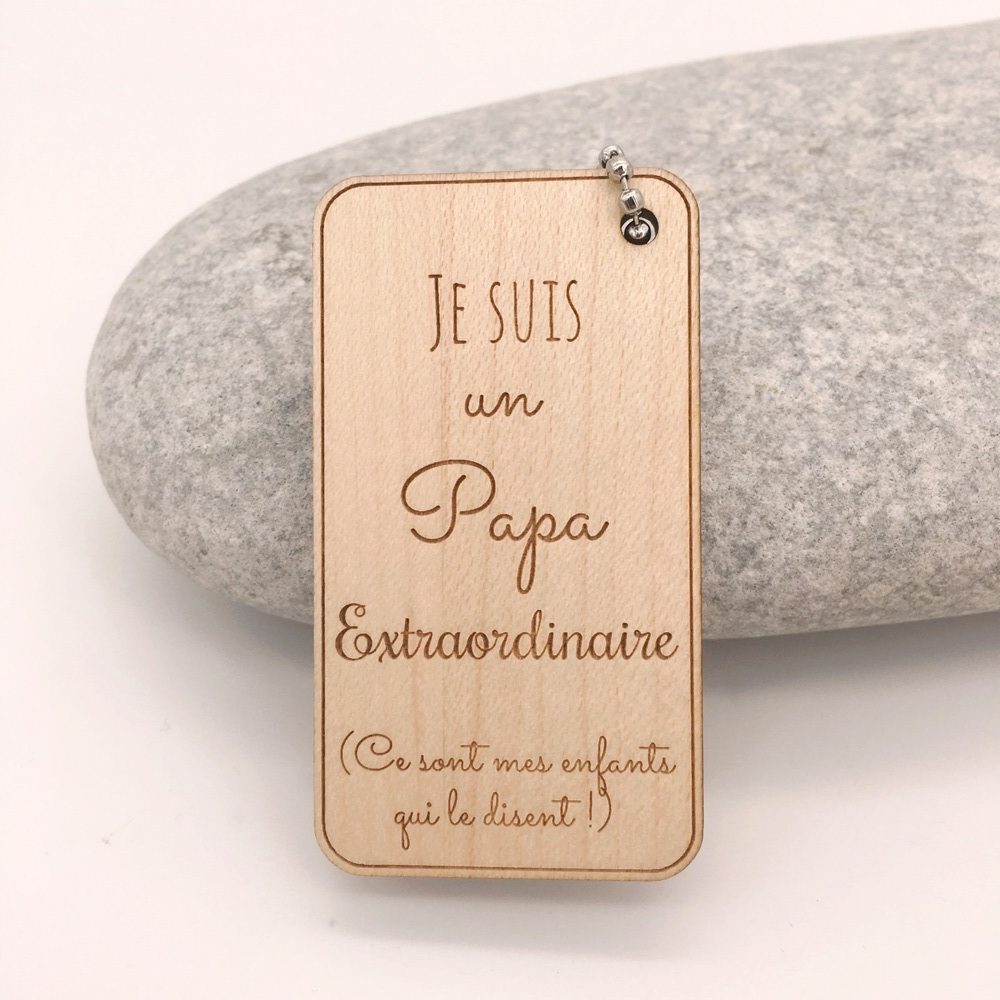 Je suis
un
Papa
Extraordinaire
(Ce sont mes enfants
qui le disent !)